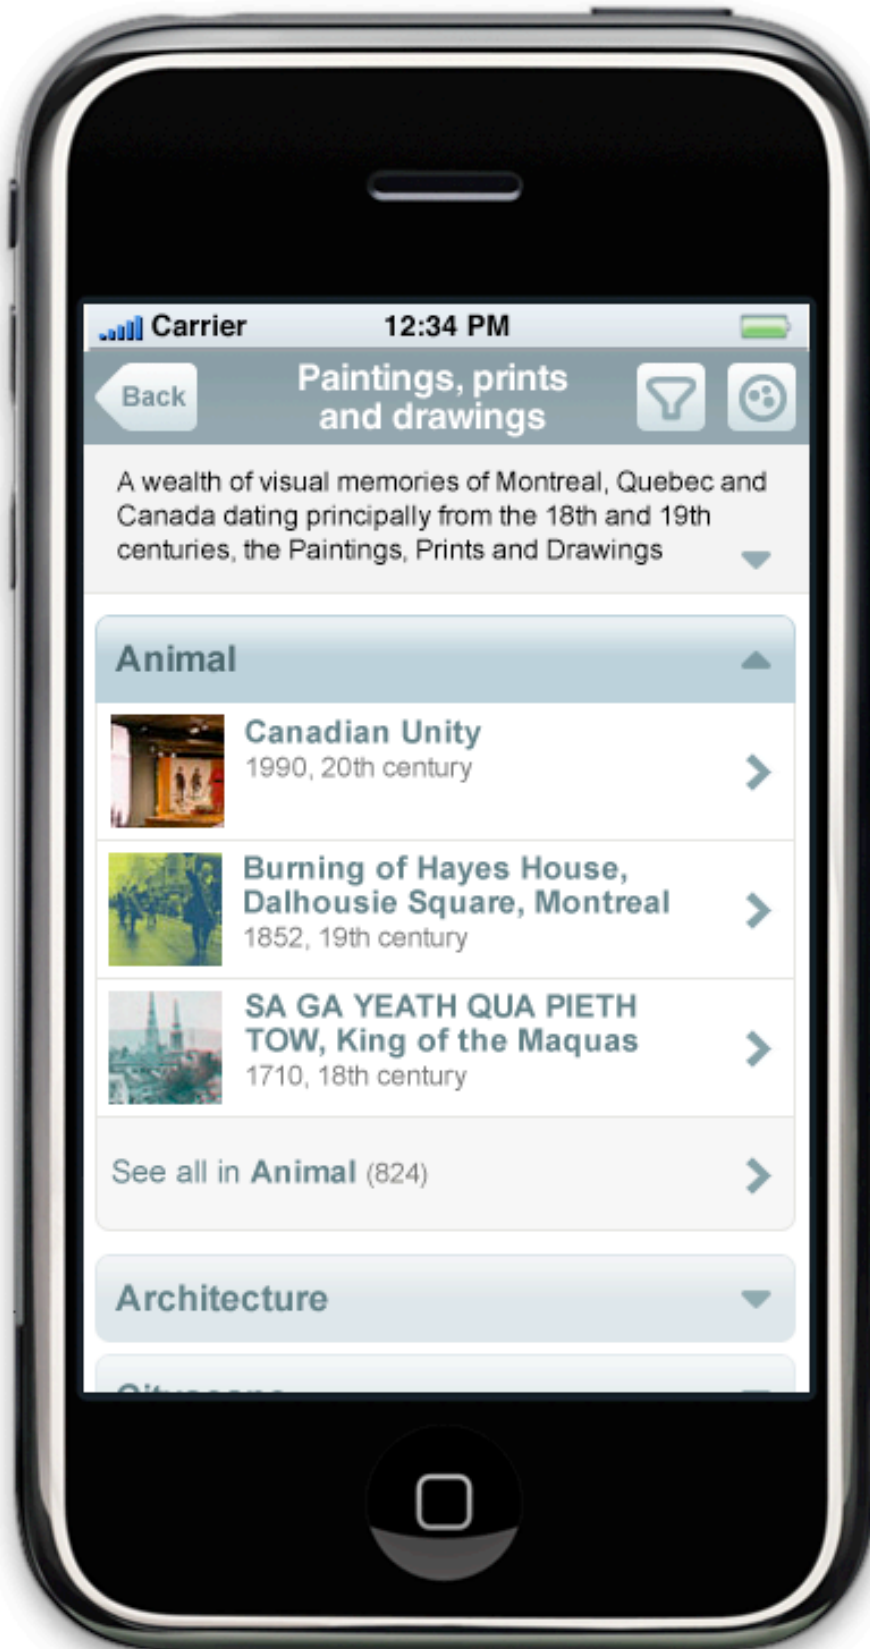 Carrier 12:34 PM
Back
Paintings, prints
and drawings
A wealth of visual memories of Montreal, Quebec and
Canada dating principally from the 18th and 19th
centuries, the Paintings, Prints and Drawings
Animal
Canadian Unity
1990, 20th century
Burning of Hayes House,
Dalhousie Square, Montreal
1852, 19th century
SA GA YEATH QUA PIETH
TOW, King of the Maquas
1710, 18th century
See all in Animal (824)
Architecture
Cityscape